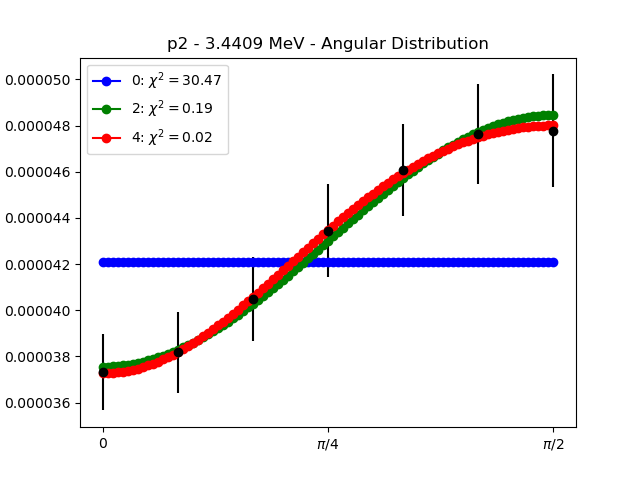 p2 - 3.4409 MeV - Angular Distribution
0: χ² = 30.47
2: χ² = 0.19
4: χ² = 0.02
0.000050
0.000048
0.000046
0.000044
0.000042
0.000040
0.000038
0.000036
0
π/4
π/2